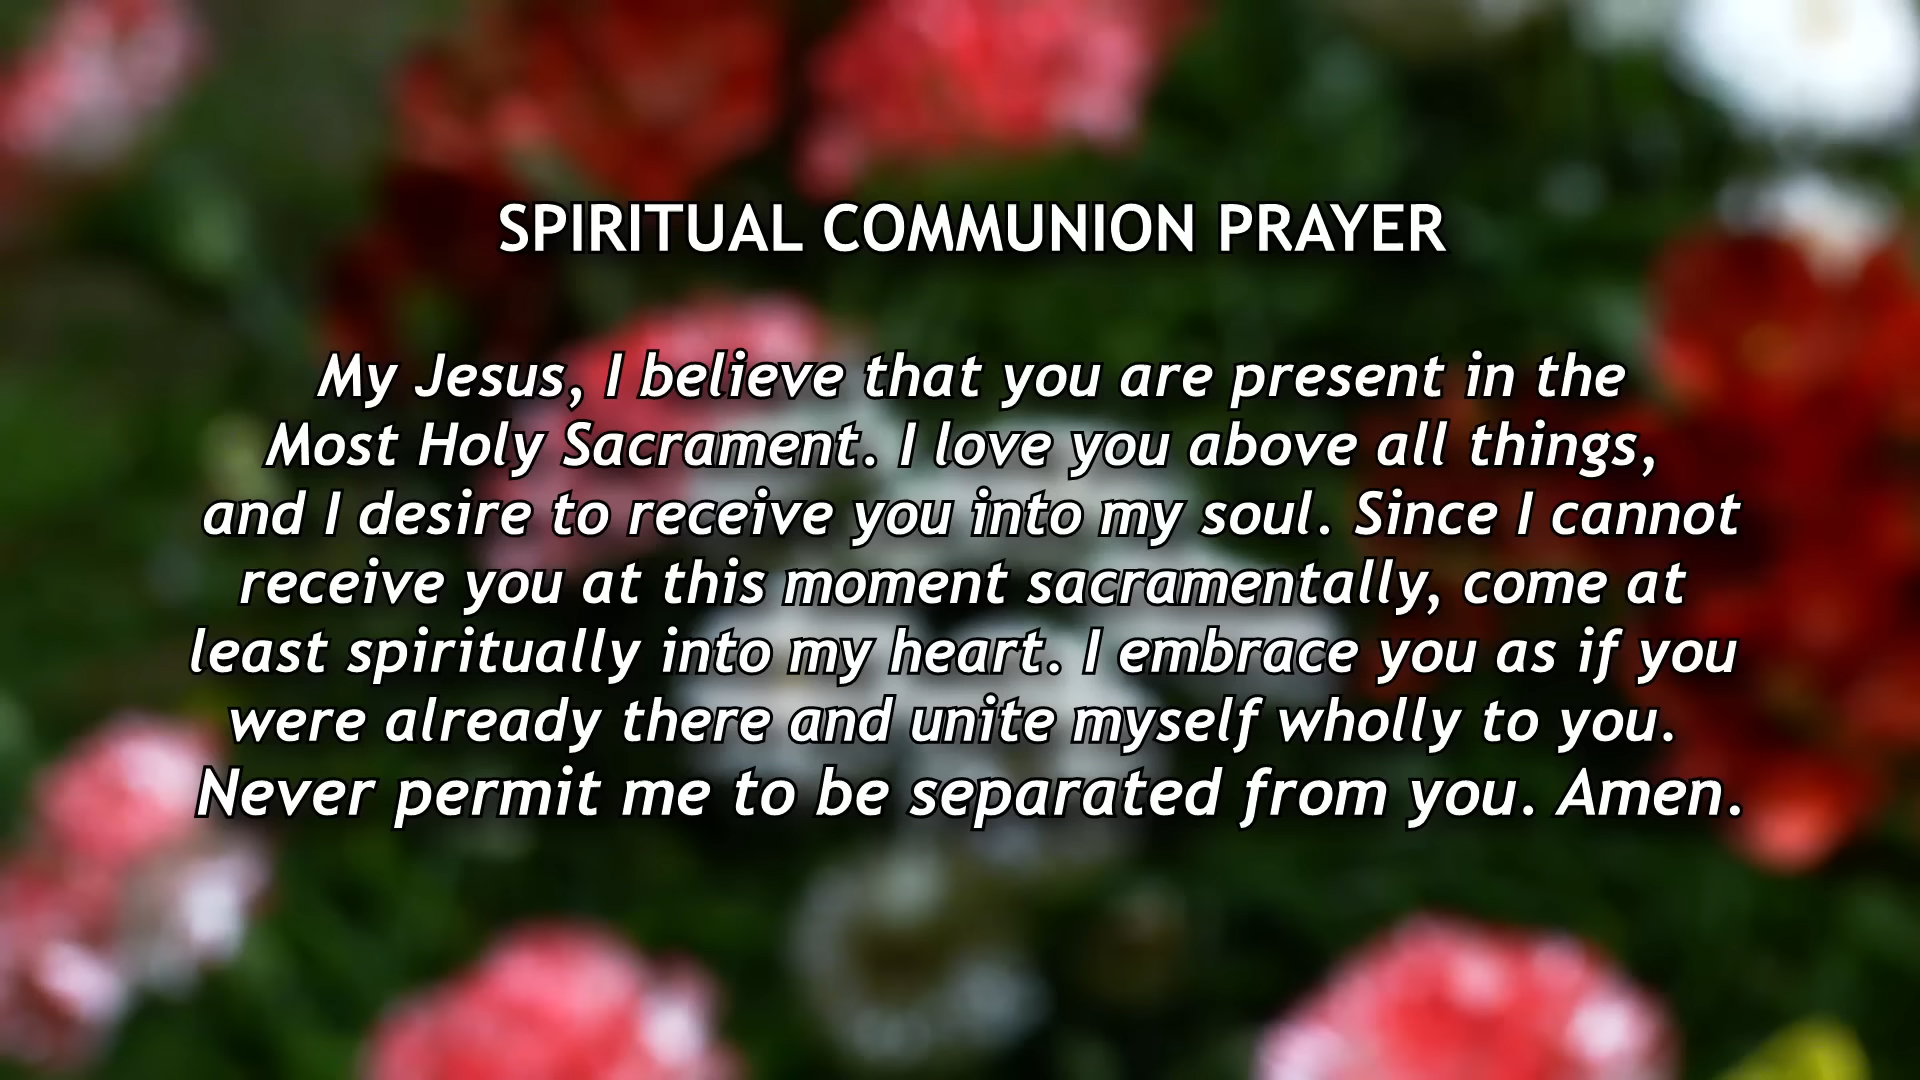 SPIRITUAL COMMUNION PRAYER
My Jesus, I believe that you are present in the
Most Holy Sacrament. I love you above all things,
and I desire to receive you into my soul. Since I cannot
receive you at this moment sacramentally, come at
least spiritually into my heart. I embrace you as if you
were already there and unite myself wholly to you.
Never permit me to be separated from you. Amen.